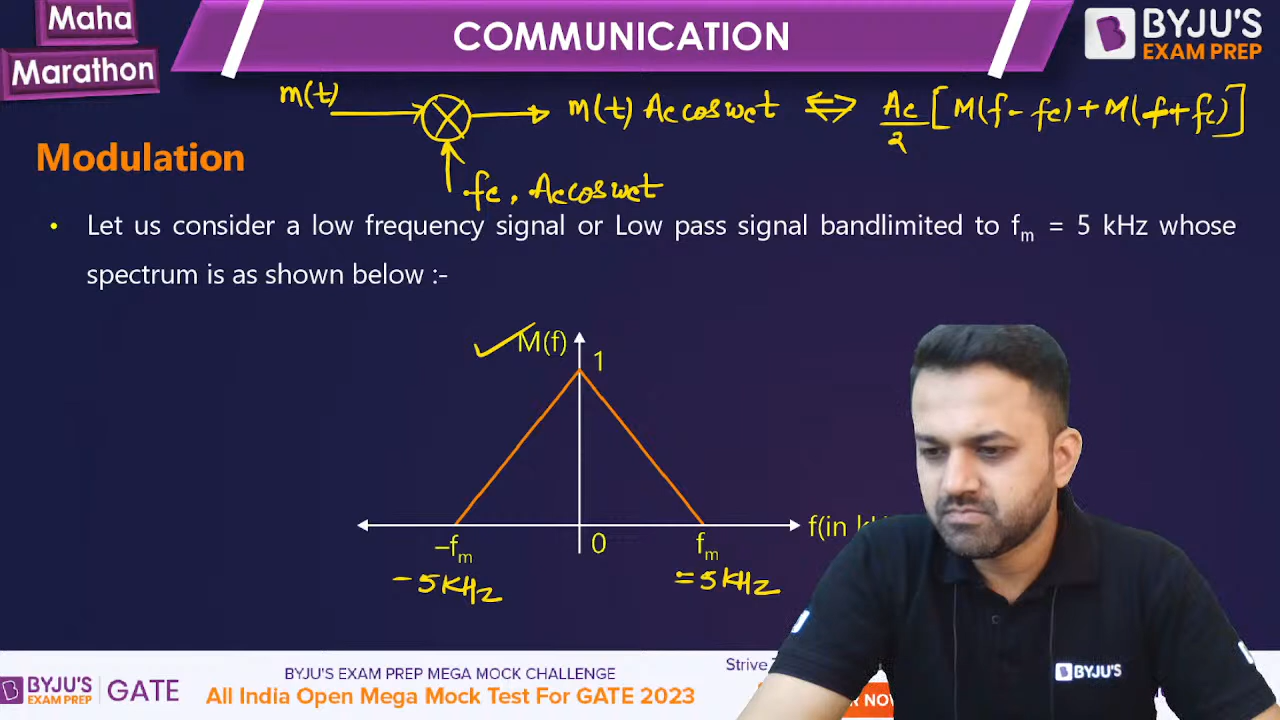 Maha
Marathon
COMMUNICATION
BYJU'S
EXAM PREP
m(t)
m(t) Accoswct ⇔ Ac/2 [M(f - fc) + M(f + fc)]
fc, Accoswct
Modulation
• Let us consider a low frequency signal or Low pass signal bandlimited to fm = 5 kHz whose
spectrum is as shown below :-
M(f)
1
–fm 0 fm f(in
-5KHz =5KHz
BYJU'S
BYJU'S EXAM PREP MEGA MOCK CHALLENGE
All India Open Mega Mock Test For GATE 2023
BYJU'S
EXAM PREP
GATE
Strive